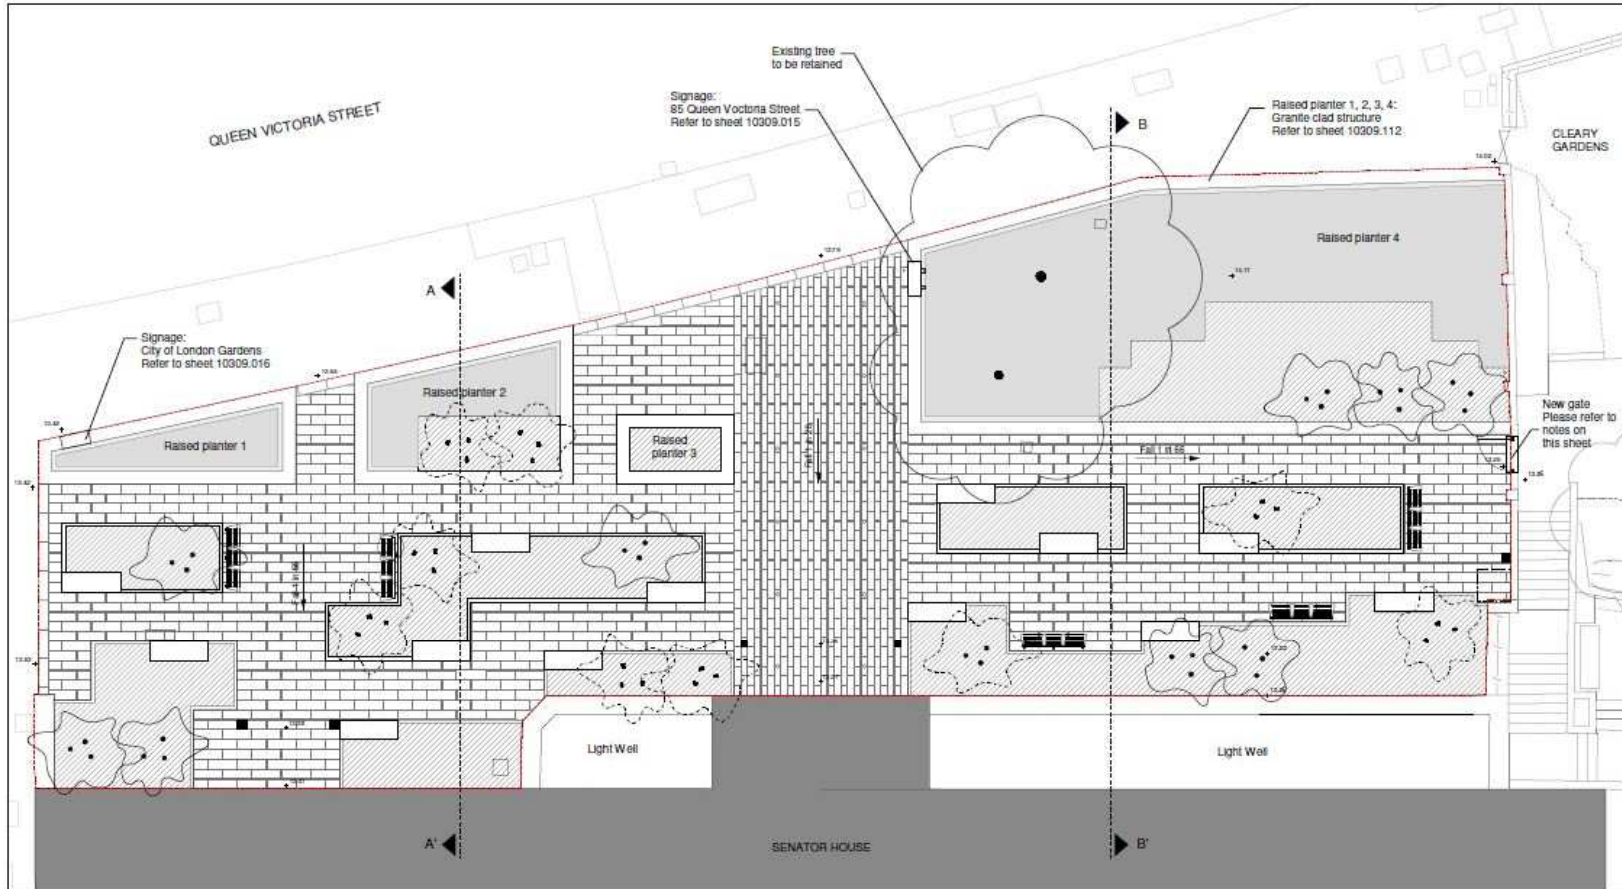 Existing tree
to be retained
Signage:
85 Queen Voctoria Street
Refer to sheet 10309.015
Raised planter 1, 2, 3, 4:
Granite clad structure
Refer to sheet 10309.112
QUEEN VICTORIA STREET
B
CLEARY
GARDENS
Raised planter 4
A
Signage:
City of London Gardens
Refer to sheet 10309.016
Raised planter 2
Raised planter 1
Raised
planter 3
New gate
Please refer to
notes on
this sheet
Fall 1 in 66
Light Well
Light Well
A'
SENATOR HOUSE
B'